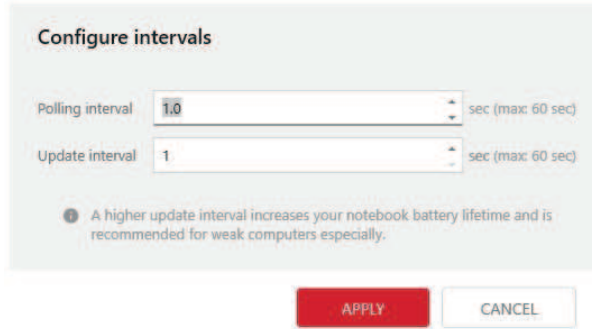 Configure intervals
Polling interval 1.0 sec (max: 60 sec)
Update interval 1 sec (max: 60 sec)
A higher update interval increases your notebook battery lifetime and is
recommended for weak computers especially.
APPLY CANCEL